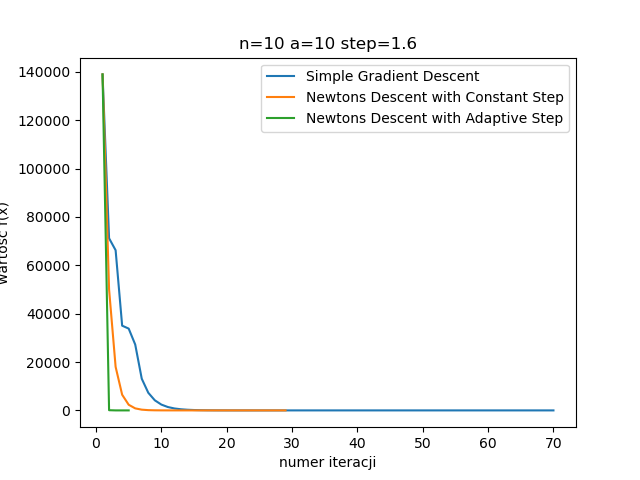 n=10 a=10 step=1.6
Simple Gradient Descent
Newtons Descent with Constant Step
Newtons Descent with Adaptive Step
140000
120000
100000
80000
60000
40000
20000
0
wartosc f(x)
0 10 20 30 40 50 60 70
numer iteracji